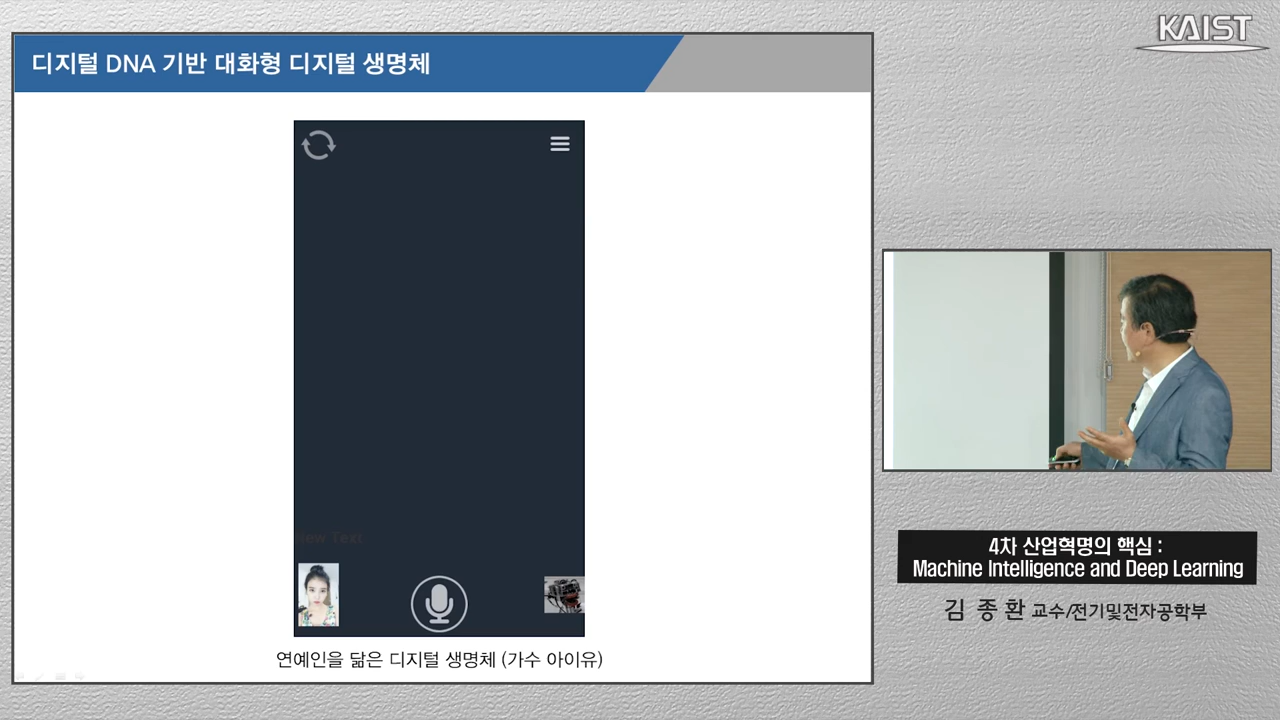 KAIST
디지털 DNA 기반 대화형 디지털 생명체
New Text
연예인을 닮은 디지털 생명체 (가수 아이유)
4차 산업혁명의 핵심 :
Machine Intelligence and Deep Learning
김 종 환 교수/전기및전자공학부